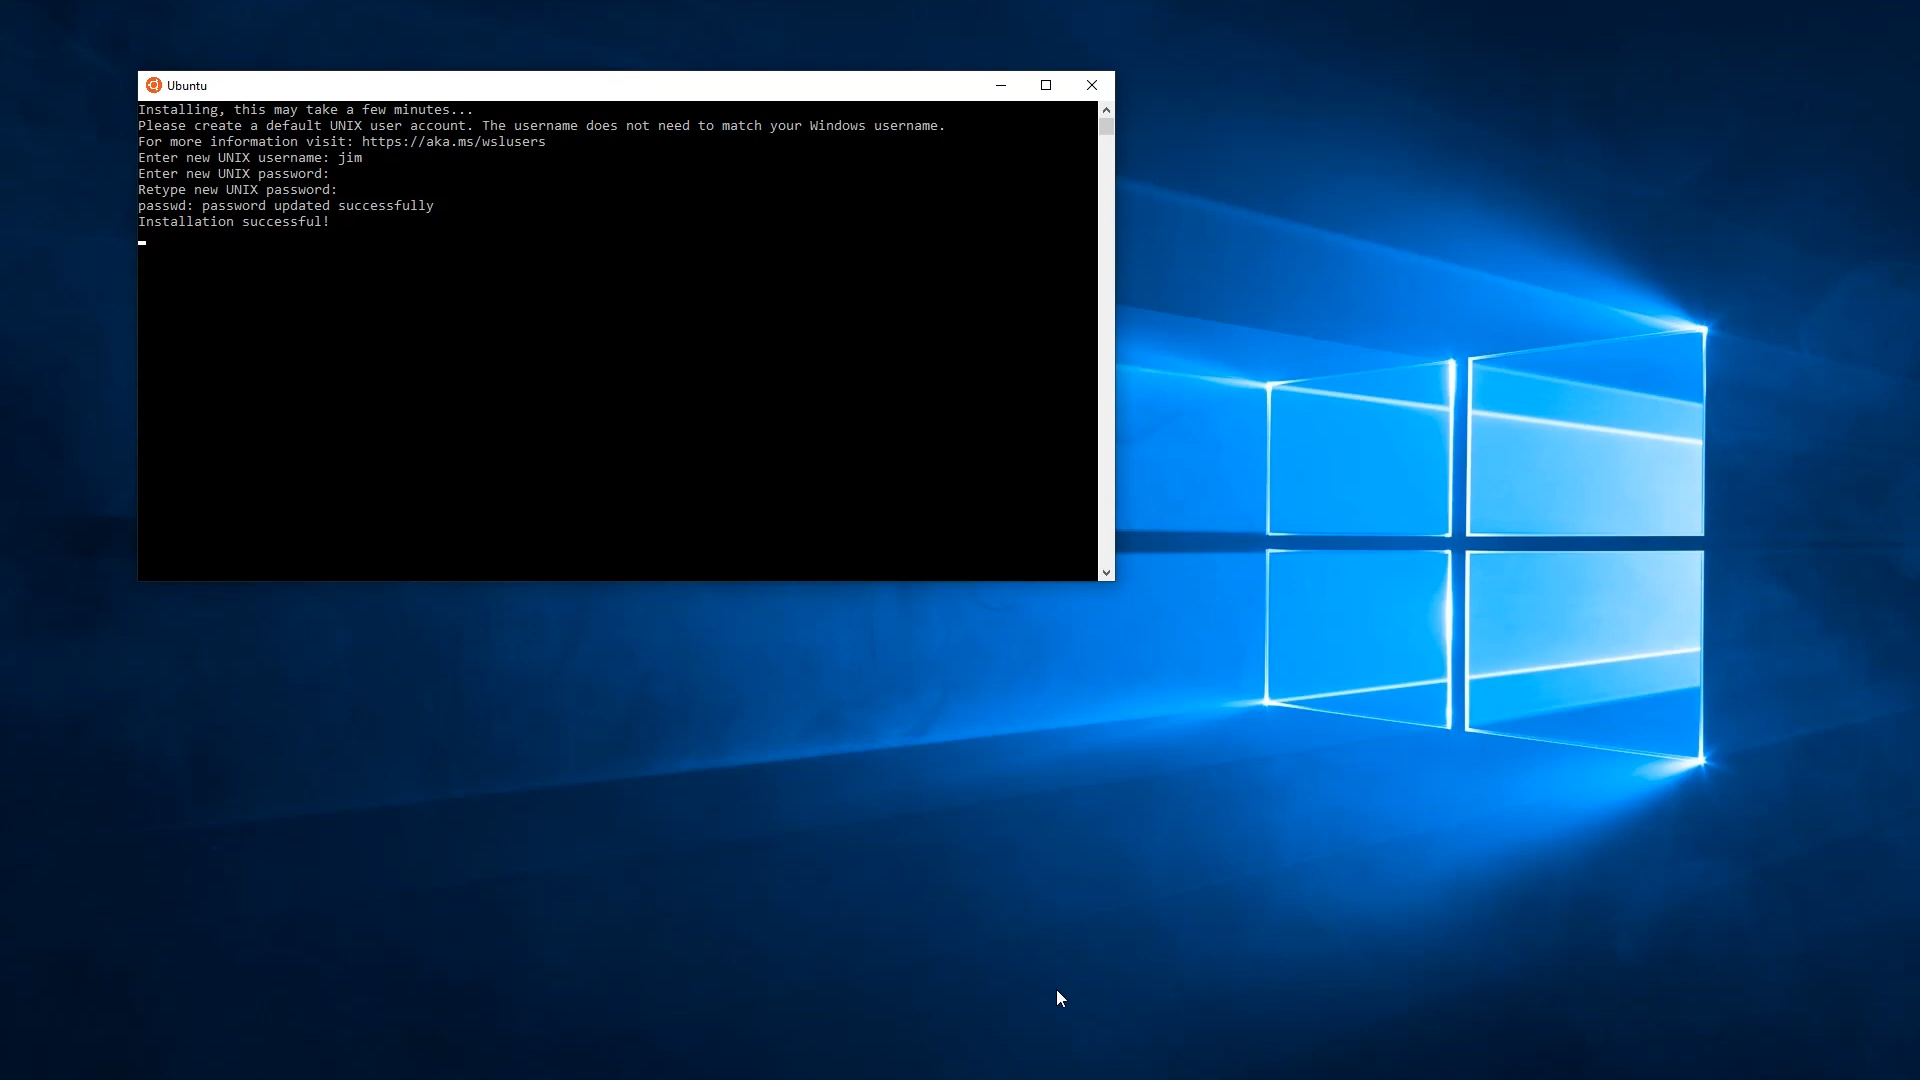 Ubuntu
Installing, this may take a few minutes...
Please create a default UNIX user account. The username does not need to match your Windows username.
For more information visit: https://aka.ms/wslusers
Enter new UNIX username: jim
Enter new UNIX password:
Retype new UNIX password:
passwd: password updated successfully
Installation successful!